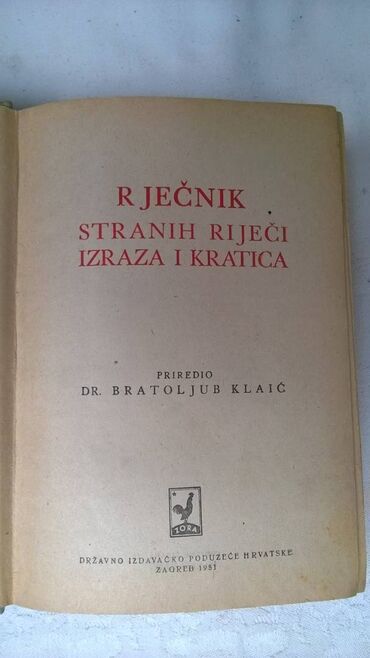 RJEČNIK
STRANIH RIJEČI
IZRAZA I KRATICA
PRIREDIO
DR. BRATOLJUB KLAIĆ
ZORA
DRŽAVNO IZDAVAČKO PODUZEĆE HRVATSKE
ZAGREB 1951